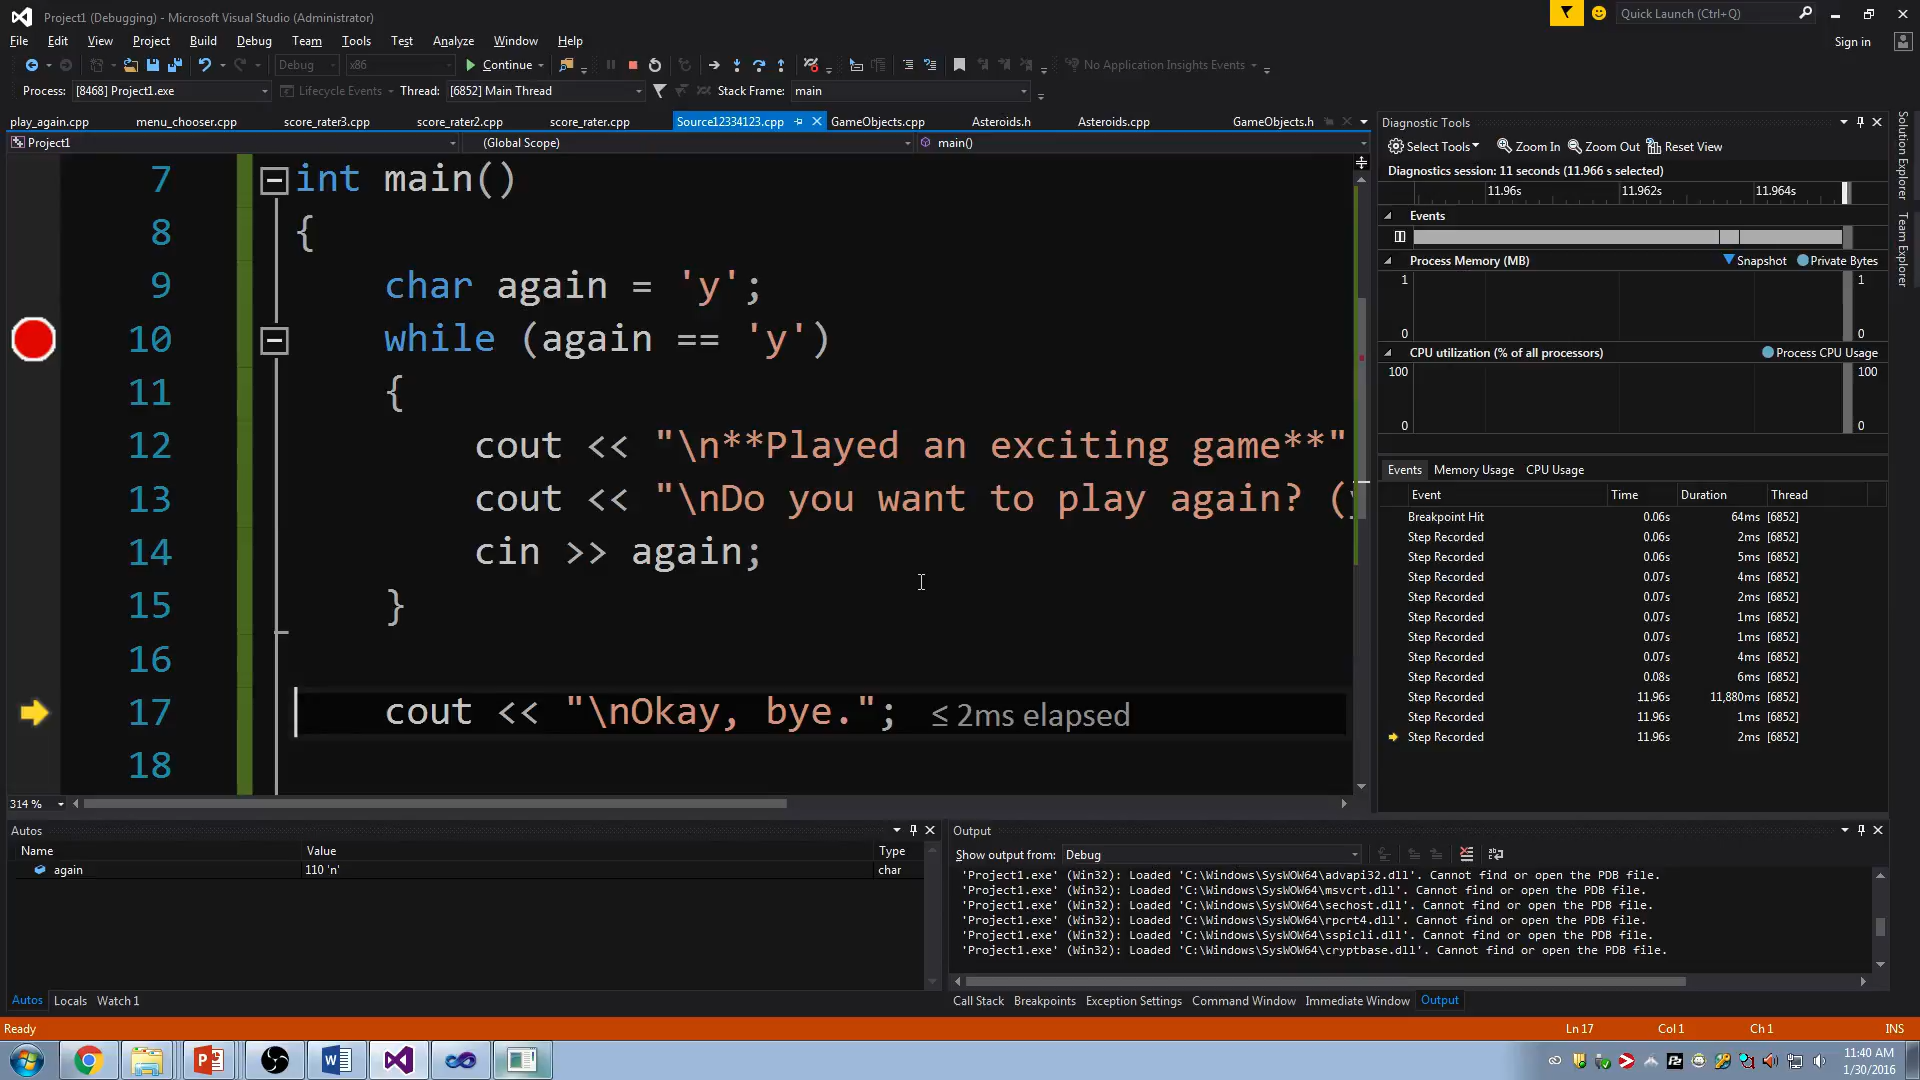 Project1 (Debugging) - Microsoft Visual Studio (Administrator)
Quick Launch (Ctrl+Q)
File Edit View Project Build Debug Team Tools Test Analyze Window Help
Sign in
Debug x86 Continue No Application Insights Events
Process: [8468] Project1.exe Lifecycle Events Thread: [6852] Main Thread Stack Frame: main
play_again.cpp menu_chooser.cpp score_rater3.cpp score_rater2.cpp score_rater.cpp Source12334123.cpp GameObjects.cpp Asteroids.h Asteroids.cpp GameObjects.h
Project1 (Global Scope) main()
7 int main()
8 {
9 char again = 'y';
10 while (again == 'y')
11 {
12 cout << "\n**Played an exciting game**"
13 cout << "\nDo you want to play again? (
14 cin >> again;
15 }
16
17 cout << "\nOkay, bye."; ≤ 2ms elapsed
18
314 %
Diagnostic Tools
Select Tools Zoom In Zoom Out Reset View
Diagnostics session: 11 seconds (11.966 s selected)
11.96s 11.962s 11.964s
Events
Process Memory (MB) Snapshot Private Bytes
1 1
0 0
CPU utilization (% of all processors) Process CPU Usage
100 100
0 0
Events Memory Usage CPU Usage
Event Time Duration Thread
Breakpoint Hit 0.06s 64ms [6852]
Step Recorded 0.06s 2ms [6852]
Step Recorded 0.06s 5ms [6852]
Step Recorded 0.07s 4ms [6852]
Step Recorded 0.07s 2ms [6852]
Step Recorded 0.07s 1ms [6852]
Step Recorded 0.07s 1ms [6852]
Step Recorded 0.07s 4ms [6852]
Step Recorded 0.08s 6ms [6852]
Step Recorded 11.96s 11,880ms [6852]
Step Recorded 11.96s 1ms [6852]
Step Recorded 11.96s 2ms [6852]
Solution Explorer
Team Explorer
Autos
Name Value Type
again 110 'n' char
Autos Locals Watch 1
Output
Show output from: Debug
'Project1.exe' (Win32): Loaded 'C:\Windows\SysWOW64\advapi32.dll'. Cannot find or open the PDB file.
'Project1.exe' (Win32): Loaded 'C:\Windows\SysWOW64\msvcrt.dll'. Cannot find or open the PDB file.
'Project1.exe' (Win32): Loaded 'C:\Windows\SysWOW64\sechost.dll'. Cannot find or open the PDB file.
'Project1.exe' (Win32): Loaded 'C:\Windows\SysWOW64\rpcrt4.dll'. Cannot find or open the PDB file.
'Project1.exe' (Win32): Loaded 'C:\Windows\SysWOW64\sspicli.dll'. Cannot find or open the PDB file.
'Project1.exe' (Win32): Loaded 'C:\Windows\SysWOW64\cryptbase.dll'. Cannot find or open the PDB file.
Call Stack Breakpoints Exception Settings Command Window Immediate Window Output
Ready Ln 17 Col 1 Ch 1 INS
11:40 AM
1/30/2016